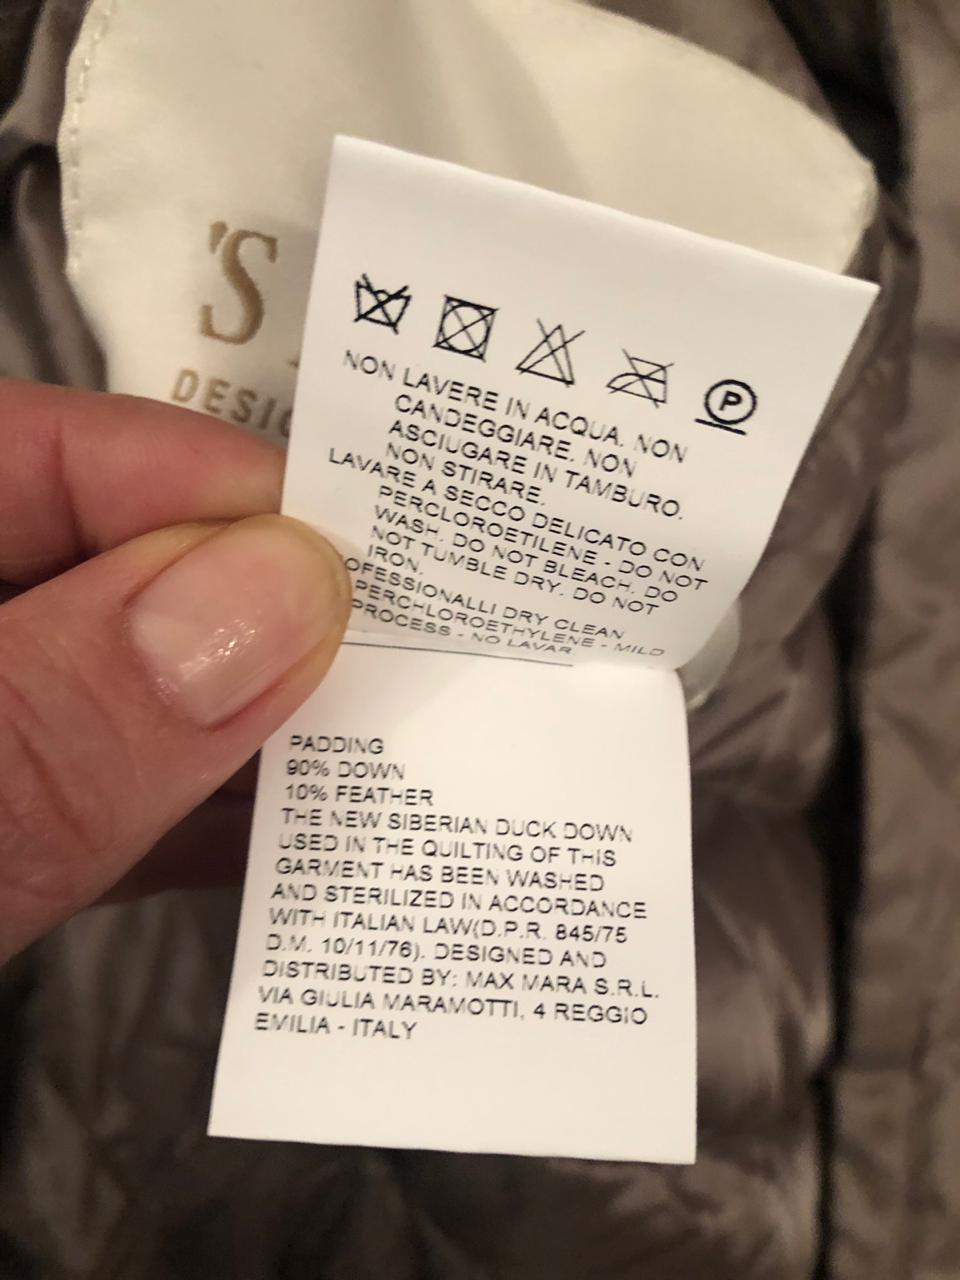 'S
DESIG
P
NON LAVERE IN ACQUA. NON
CANDEGGIARE. NON
ASCIUGARE IN TAMBURO.
NON STIRARE.
LAVARE A SECCO DELICATO CON
PERCLOROETILENE - DO NOT
WASH. DO NOT BLEACH. DO
NOT TUMBLE DRY. DO NOT
IRON.
OFESSIONALLI DRY CLEAN
PERCHLOROETHYLENE - MILD
PROCESS - NO LAVAR
PADDING
90% DOWN
10% FEATHER
THE NEW SIBERIAN DUCK DOWN
USED IN THE QUILTING OF THIS
GARMENT HAS BEEN WASHED
AND STERILIZED IN ACCORDANCE
WITH ITALIAN LAW(D.P.R. 845/75
D.M. 10/11/76). DESIGNED AND
DISTRIBUTED BY: MAX MARA S.R.L.
VIA GIULIA MARAMOTTI, 4 REGGIO
EMILIA - ITALY